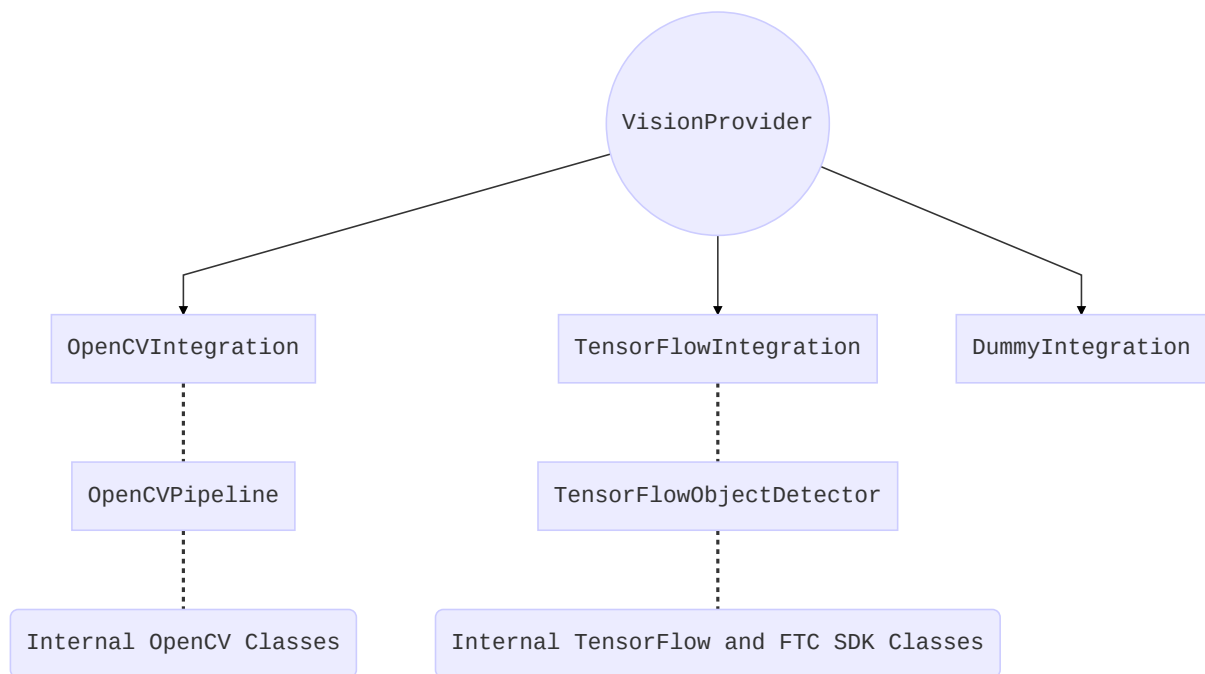 VisionProvider
OpenCVIntegration
TensorFlowIntegration
DummyIntegration
OpenCVPipeline
TensorFlowObjectDetector
Internal OpenCV Classes
Internal TensorFlow and FTC SDK Classes